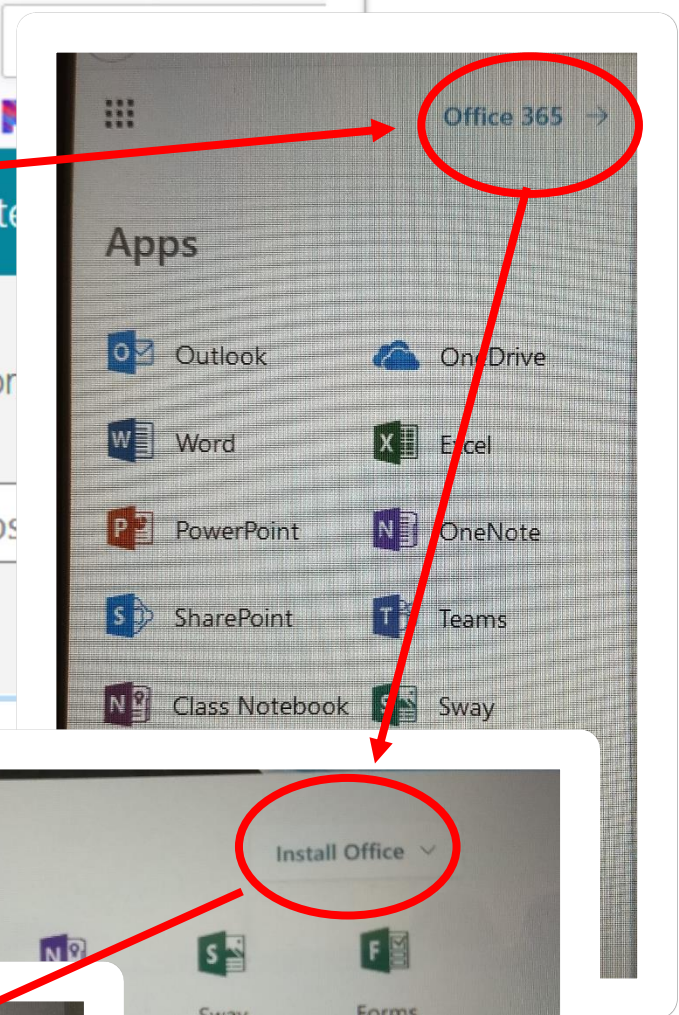 Office 365 →
Apps
Outlook OneDrive
Word Excel
PowerPoint OneNote
SharePoint Teams
Class Notebook Sway
Install Office
Sway Forms